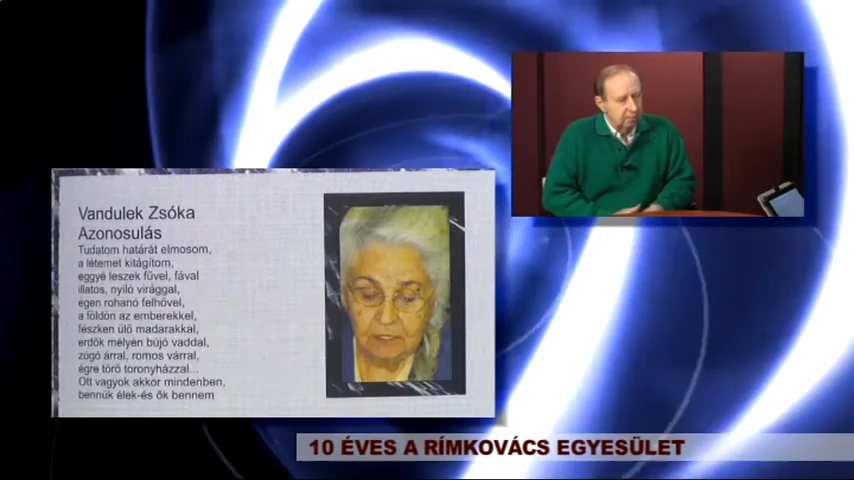 Vandulek Zsóka
Azonosulás
Tudatom határát elmosom,
a létemet kitágítom,
eggyé leszek fűvel, fával
illatos, nyíló virággal,
égen rohanó felhővel,
a földön az emberekkel,
fészken ülő madarakkal,
erdők mélyén bújó vaddal,
zúgó árral, romos várral,
égre törő toronyházzal...
Ott vagyok akkor mindenben,
bennük élek-és ők bennem
10 ÉVES A RÍMKOVÁCS EGYESÜLET